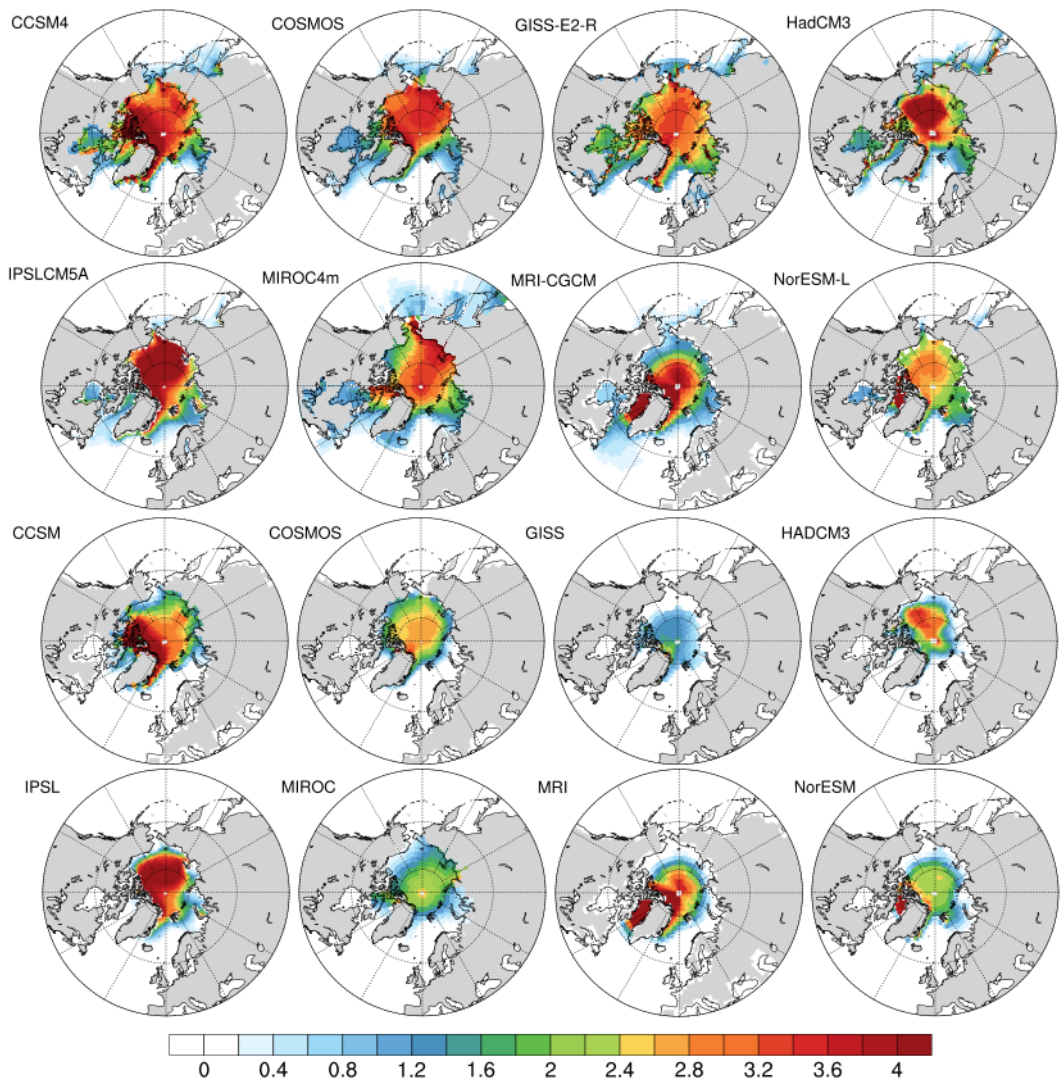 CCSM4 COSMOS GISS-E2-R HadCM3
IPSLCM5A MIROC4m MRI-CGCM NorESM-L
CCSM COSMOS GISS HADCM3
IPSL MIROC MRI NorESM
0 0.4 0.8 1.2 1.6 2 2.4 2.8 3.2 3.6 4